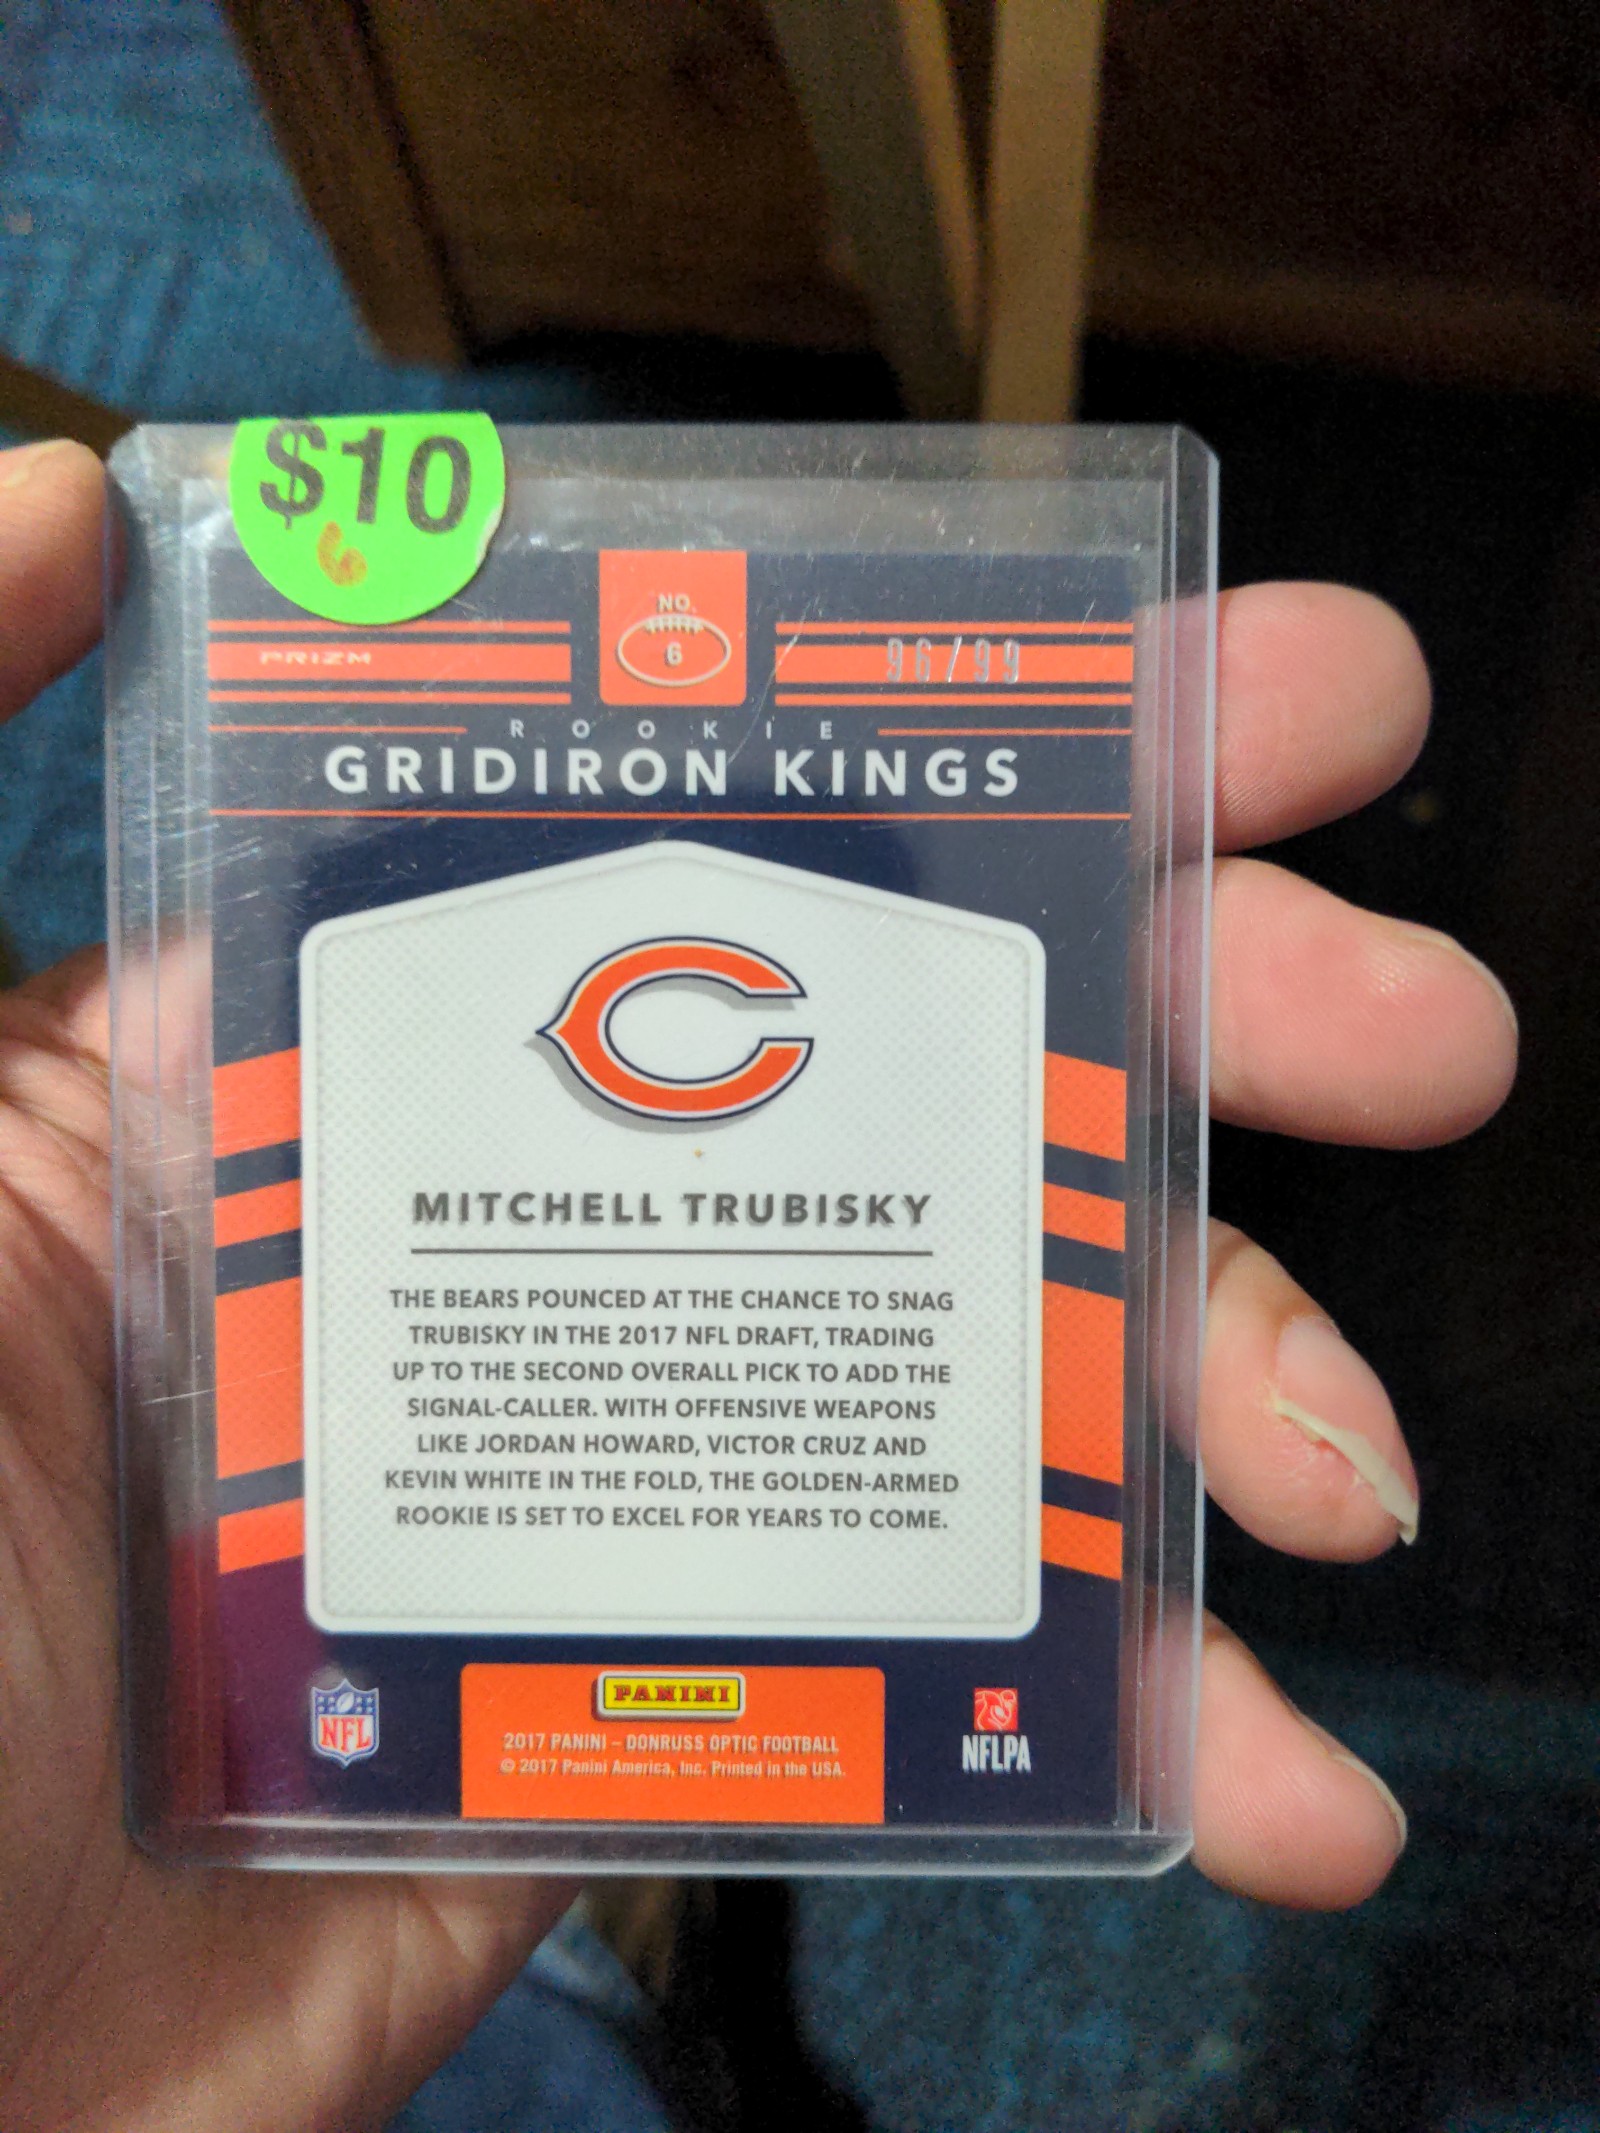 $10
NO.
6
PRIZM
96/99
ROOKIE
GRIDIRON KINGS
MITCHELL TRUBISKY
THE BEARS POUNCED AT THE CHANCE TO SNAG
TRUBISKY IN THE 2017 NFL DRAFT, TRADING
UP TO THE SECOND OVERALL PICK TO ADD THE
SIGNAL-CALLER. WITH OFFENSIVE WEAPONS
LIKE JORDAN HOWARD, VICTOR CRUZ AND
KEVIN WHITE IN THE FOLD, THE GOLDEN-ARMED
ROOKIE IS SET TO EXCEL FOR YEARS TO COME.
NFL
PANINI
2017 PANINI – DONRUSS OPTIC FOOTBALL
© 2017 Panini America, Inc. Printed in the USA.
NFLPA